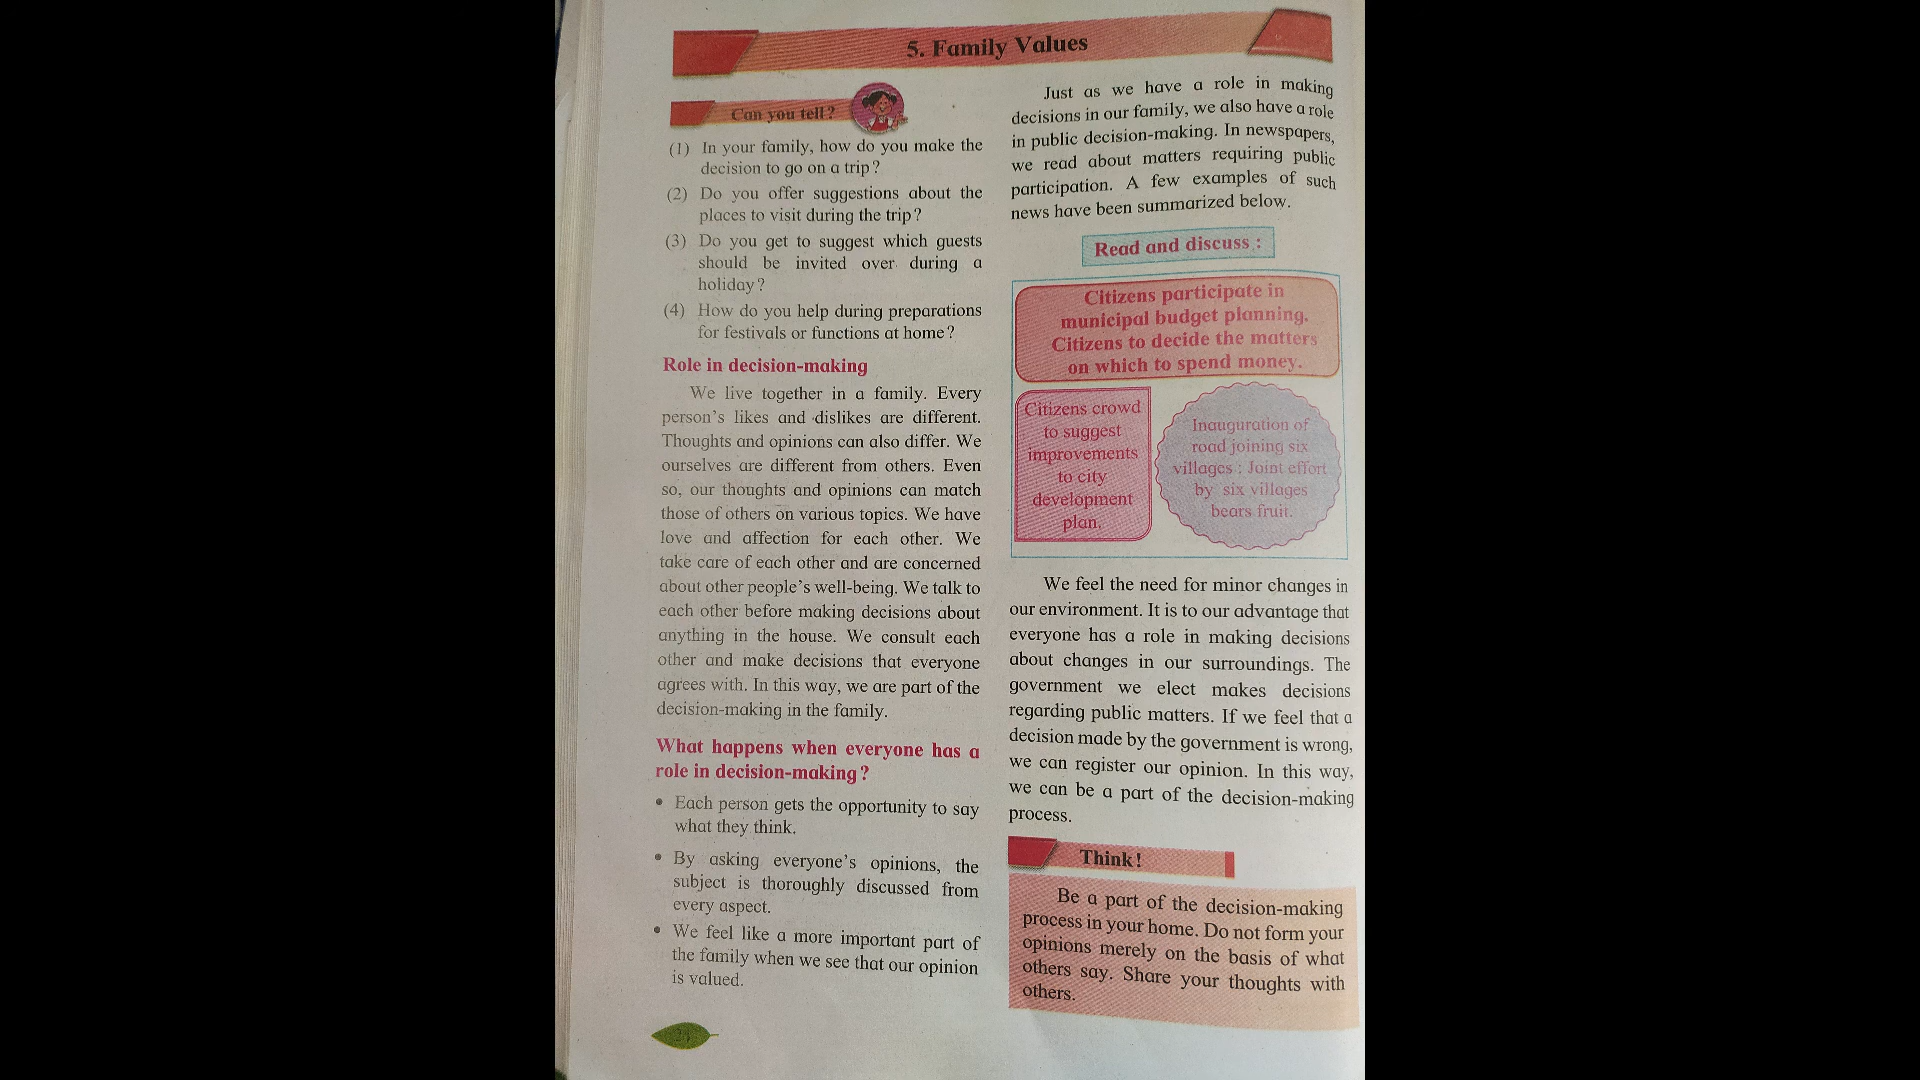 5. Family Values
Can you tell?
(1) In your family, how do you make the
decision to go on a trip?
(2) Do you offer suggestions about the
places to visit during the trip?
(3) Do you get to suggest which guests
should be invited over during a
holiday?
(4) How do you help during preparations
for festivals or functions at home?
Role in decision-making
We live together in a family. Every
person's likes and dislikes are different.
Thoughts and opinions can also differ. We
ourselves are different from others. Even
so, our thoughts and opinions can match
those of others on various topics. We have
love and affection for each other. We
take care of each other and are concerned
about other people's well-being. We talk to
each other before making decisions about
anything in the house. We consult each
other and make decisions that everyone
agrees with. In this way, we are part of the
decision-making in the family.
What happens when everyone has a
role in decision-making?
• Each person gets the opportunity to say
what they think.
• By asking everyone's opinions, the
subject is thoroughly discussed from
every aspect.
• We feel like a more important part of
the family when we see that our opinion
is valued.
Just as we have a role in making
decisions in our family, we also have a role
in public decision-making. In newspapers,
we read about matters requiring public
participation. A few examples of such
news have been summarized below.
Read and discuss :
Citizens participate in
municipal budget planning.
Citizens to decide the matters
on which to spend money.
Citizens crowd
to suggest
improvements
to city
development
plan.
Inauguration of
road joining six
villages : Joint effort
by six villages
bears fruit.
We feel the need for minor changes in
our environment. It is to our advantage that
everyone has a role in making decisions
about changes in our surroundings. The
government we elect makes decisions
regarding public matters. If we feel that a
decision made by the government is wrong,
we can register our opinion. In this way,
we can be a part of the decision-making
process.
Think!
Be a part of the decision-making
process in your home. Do not form your
opinions merely on the basis of what
others say. Share your thoughts with
others.